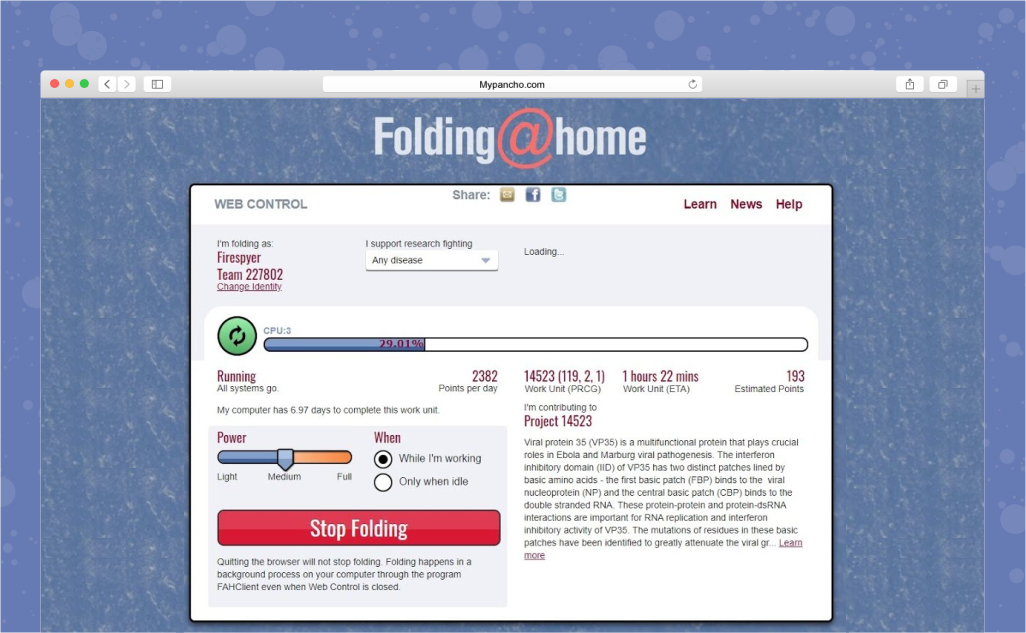 Mypancho.com
Folding@home
Share:
WEB CONTROL
Learn News Help
I'm folding as:
Firespyer
Team 227802
Change Identity
I support research fighting
Any disease
Loading...
CPU:3
29.01%
Running
All systems go.
2382
Points per day
My computer has 6.97 days to complete this work unit.
14523 (119, 2, 1)
Work Unit (PRCG)
1 hours 22 mins
Work Unit (ETA)
193
Estimated Points
Power
Light Medium Full
When
While I'm working
Only when idle
Stop Folding
Quitting the browser will not stop folding. Folding happens in a
background process on your computer through the program
FAHClient even when Web Control is closed.
I'm contributing to
Project 14523
Viral protein 35 (VP35) is a multifunctional protein that plays crucial
roles in Ebola and Marburg viral pathogenesis. The interferon
inhibitory domain (IID) of VP35 has two distinct patches lined by
basic amino acids - the first basic patch (FBP) binds to the viral
nucleoprotein (NP) and the central basic patch (CBP) binds to the
double stranded RNA. These protein-protein and protein-dsRNA
interactions are important for RNA replication and interferon
inhibitory activity of VP35. The mutations of residues in these basic
patches have been identified to greatly attenuate the viral gr... Learn
more